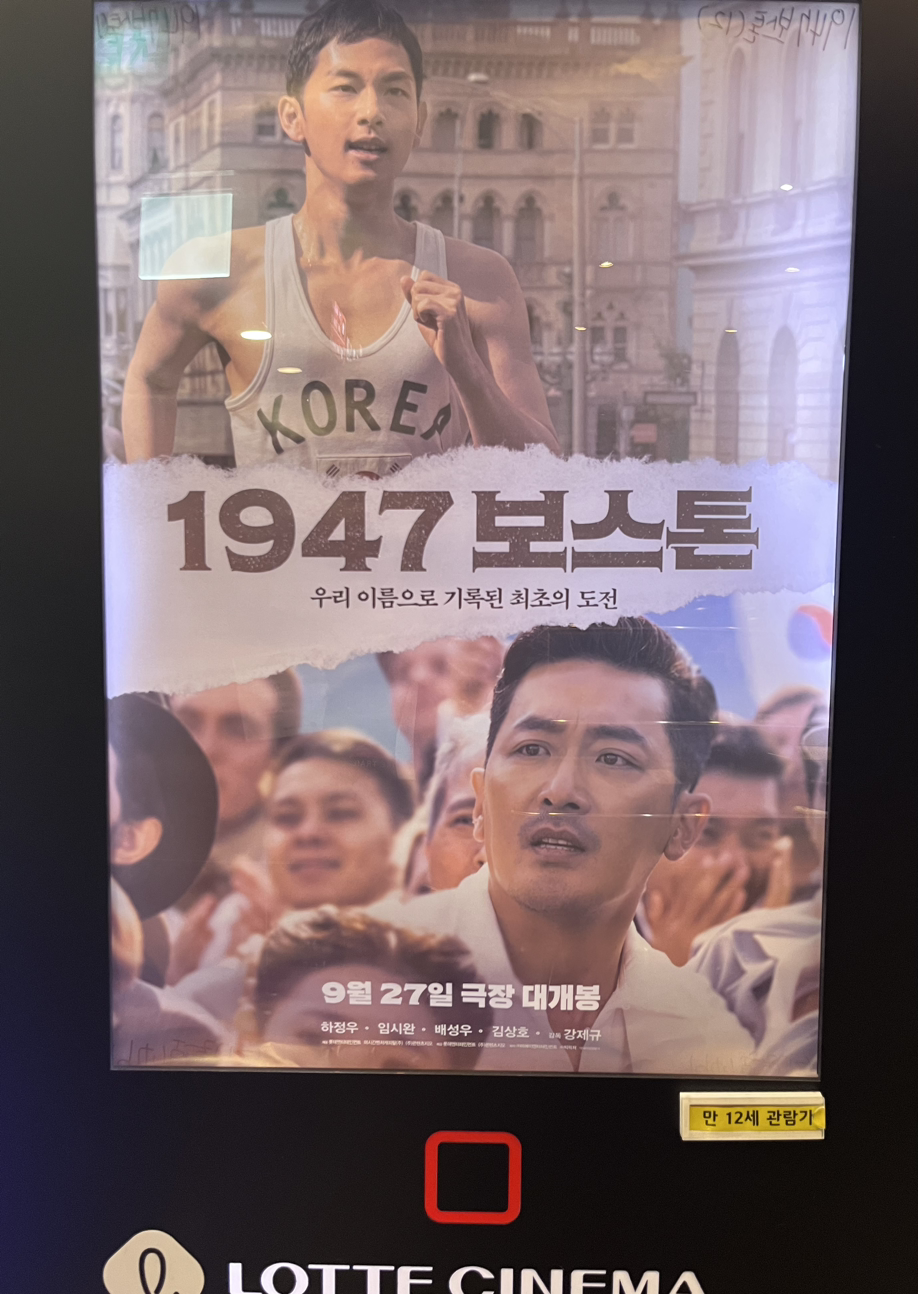 KOREA
1947 보스톤
우리 이름으로 기록된 최초의 도전
9월 27일 극장 대개봉
하정우 • 임시완 • 배성우 • 김상호 • 감독 강제규
만 12세 관람가
LOTTE CINEMA